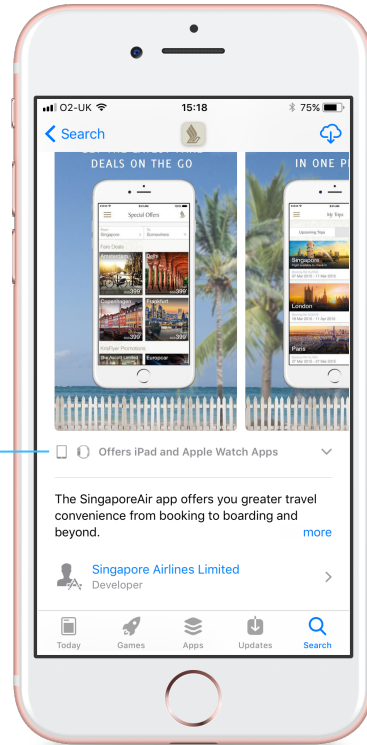 O2-UK 15:18 75%
Search
DEALS ON THE GO
Special Offers
Singapore
Somewhere
Fare Deals
Amsterdam
Delhi
399
399
Copenhagen
Frankfurt
399
399
KrisFlyer Promotions
Europcar
IN ONE P
My Trips
Upcoming Trips
Singapore
London
Paris
Offers iPad and Apple Watch Apps
The SingaporeAir app offers you greater travel
convenience from booking to boarding and
beyond. more
Singapore Airlines Limited
Developer
Today Games Apps Updates Search